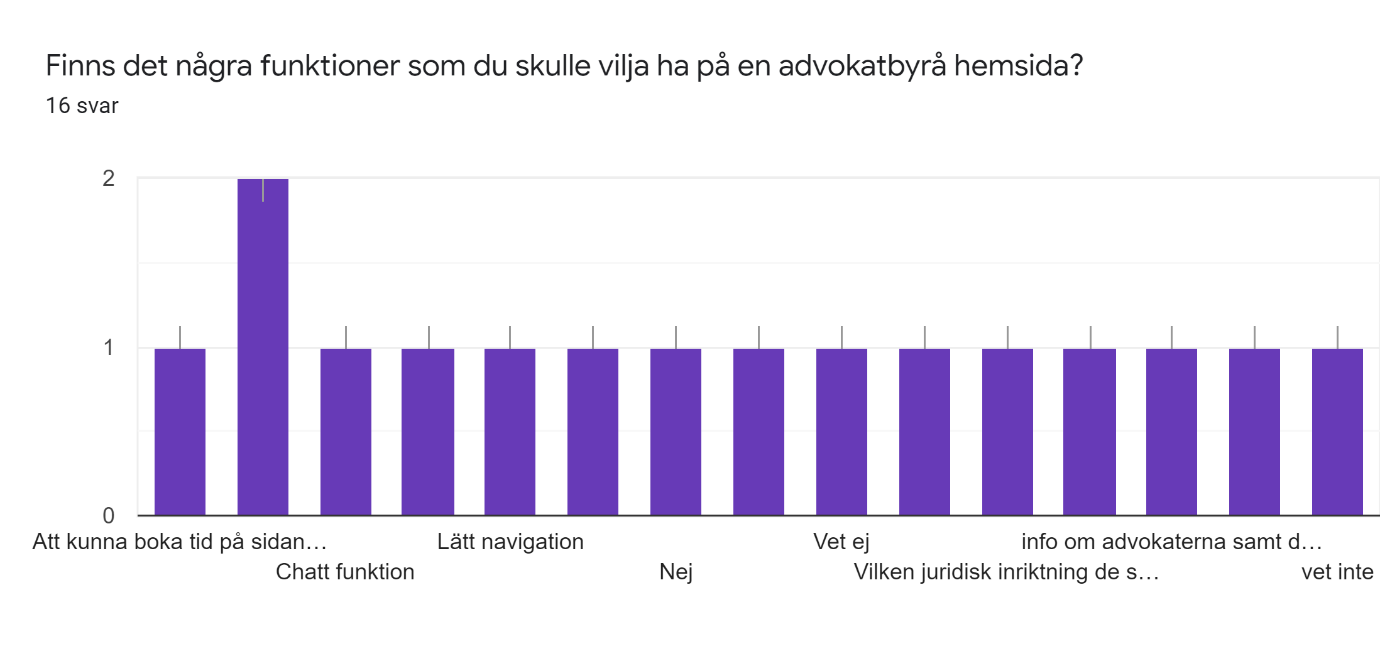 Finns det några funktioner som du skulle vilja ha på en advokatbyrå hemsida?
16 svar
2
1
0
Att kunna boka tid på sidan…
Chatt funktion
Lätt navigation
Nej
Vet ej
Vilken juridisk inriktning de s…
info om advokaterna samt d…
vet inte